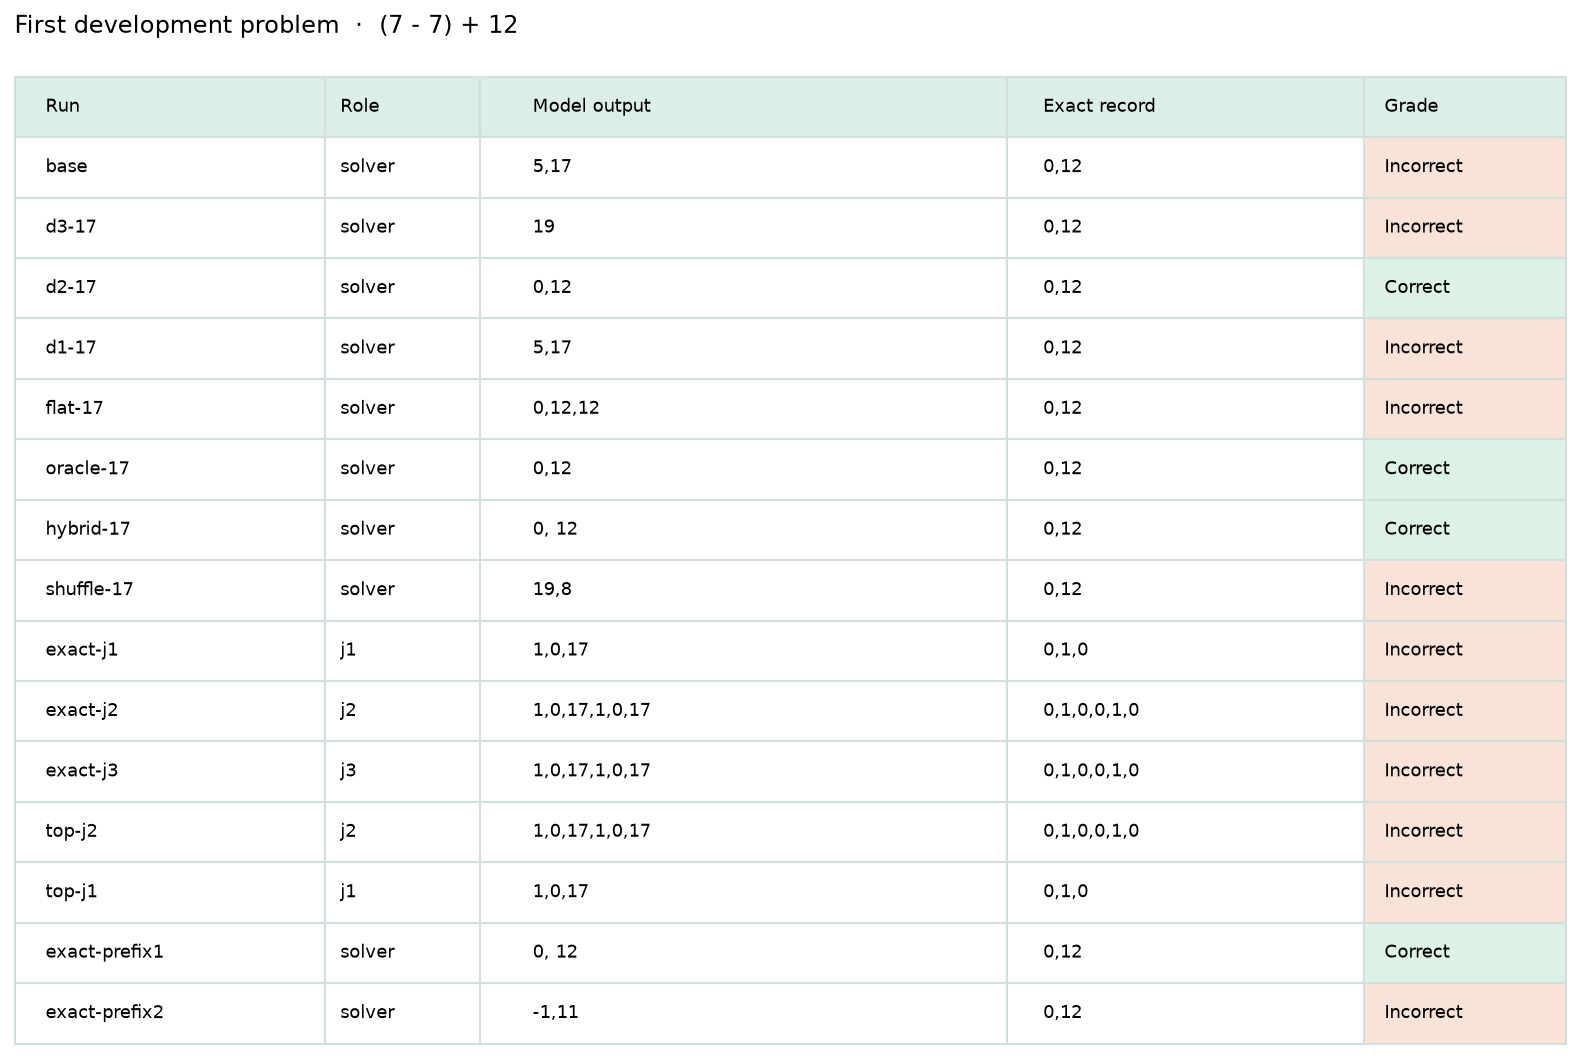 First development problem · (7 - 7) + 12
Run Role Model output Exact record Grade
base solver 5,17 0,12 Incorrect
d3-17 solver 19 0,12 Incorrect
d2-17 solver 0,12 0,12 Correct
d1-17 solver 5,17 0,12 Incorrect
flat-17 solver 0,12,12 0,12 Incorrect
oracle-17 solver 0,12 0,12 Correct
hybrid-17 solver 0, 12 0,12 Correct
shuffle-17 solver 19,8 0,12 Incorrect
exact-j1 j1 1,0,17 0,1,0 Incorrect
exact-j2 j2 1,0,17,1,0,17 0,1,0,0,1,0 Incorrect
exact-j3 j3 1,0,17,1,0,17 0,1,0,0,1,0 Incorrect
top-j2 j2 1,0,17,1,0,17 0,1,0,0,1,0 Incorrect
top-j1 j1 1,0,17 0,1,0 Incorrect
exact-prefix1 solver 0, 12 0,12 Correct
exact-prefix2 solver -1,11 0,12 Incorrect